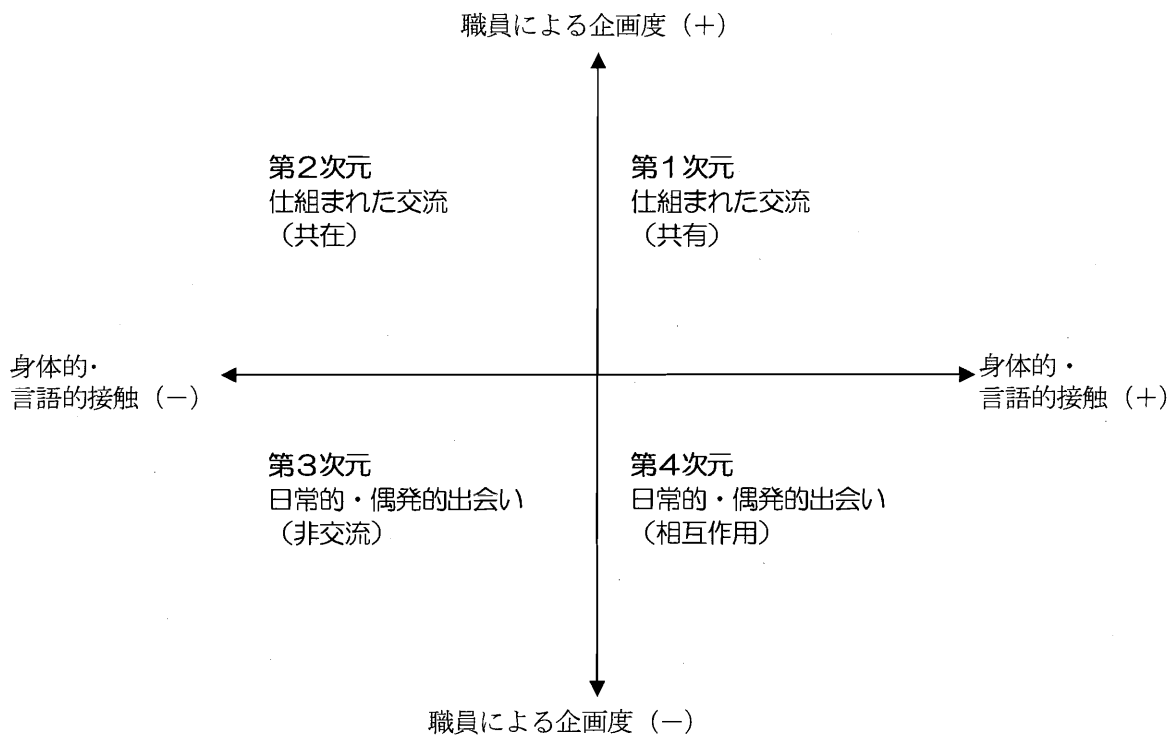 職員による企画度（＋）
第２次元
仕組まれた交流
（共在）
第１次元
仕組まれた交流
（共有）
身体的・
言語的接触（－）
身体的・
言語的接触（＋）
第３次元
日常的・偶発的出会い
（非交流）
第４次元
日常的・偶発的出会い
（相互作用）
職員による企画度（－）